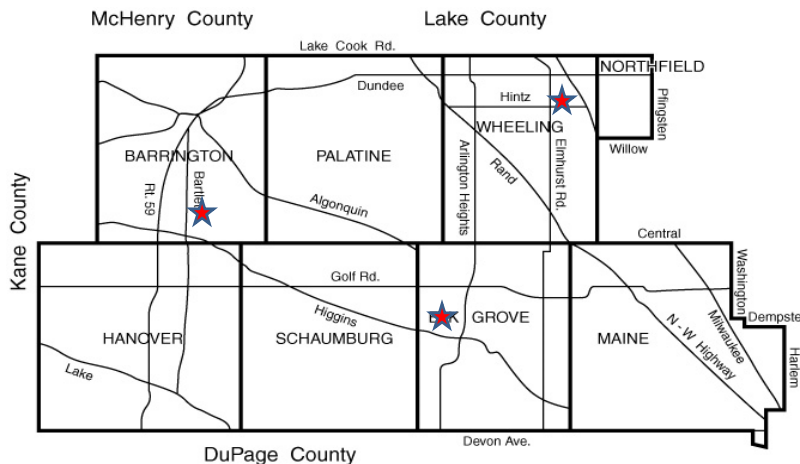 McHenry County
Lake County
Lake Cook Rd.
NORTHFIELD
Dundee
Hintz
Pfingsten
WHEELING
Willow
BARRINGTON
PALATINE
Arlington Heights
Elmhurst Rd.
Rand
Rt. 59
Algonquin
Kane County
Central
Golf Rd.
Washington
Higgins
GROVE
Dempste
HANOVER
SCHAUMBURG
MAINE
N - W Highway
Milwaukee
Harlem
Lake
Devon Ave.
DuPage County